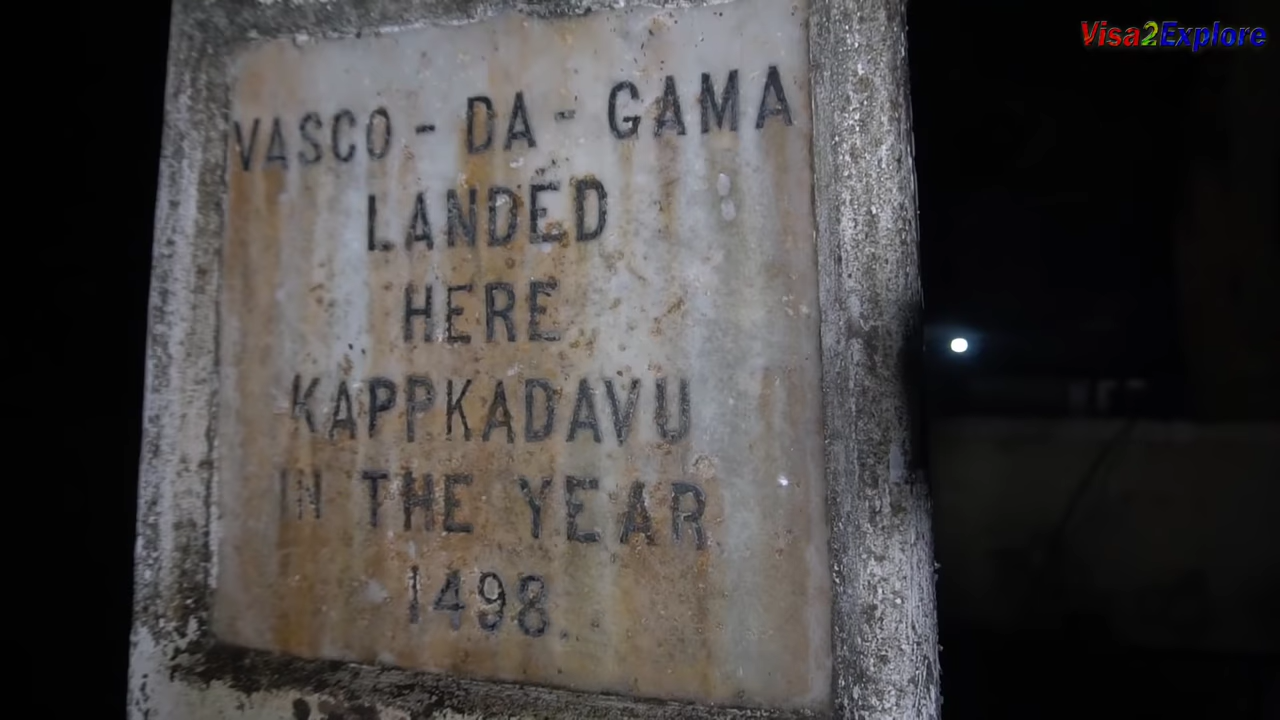 Visa2Explore
VASCO - DA - GAMA
LANDED
HERE
KAPPKADAVU
IN THE YEAR
1498.